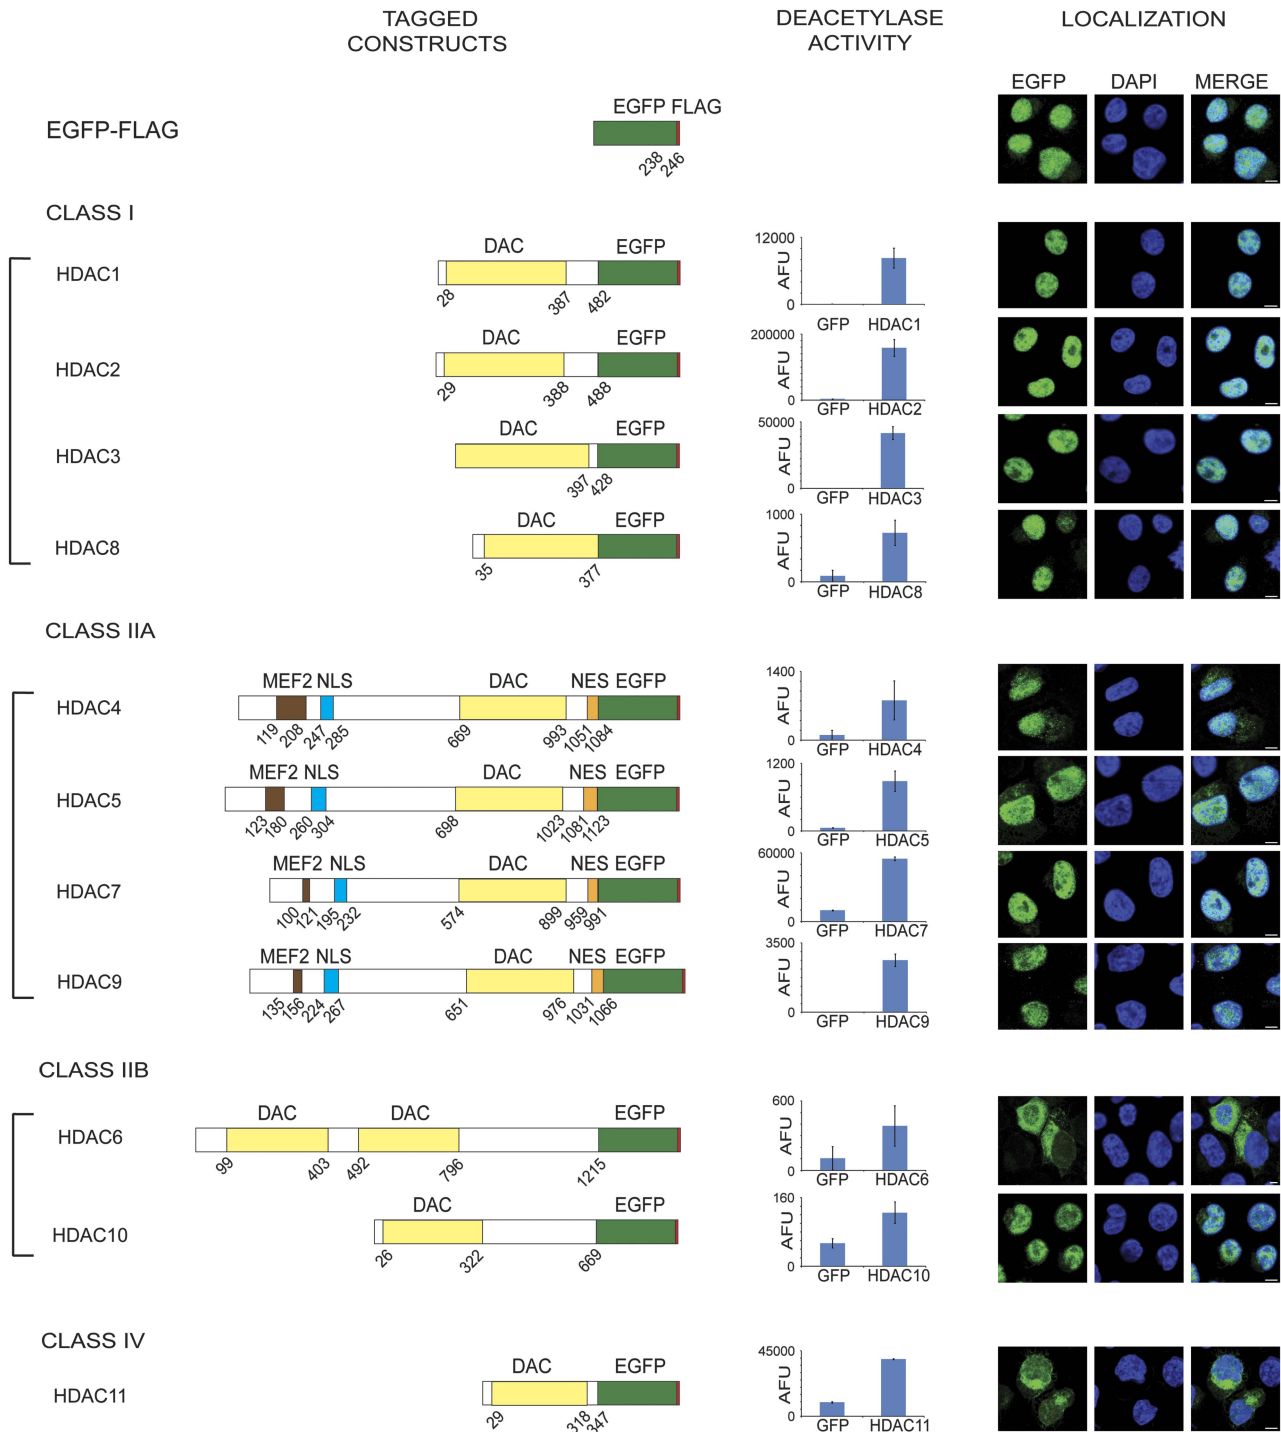 TAGGED
CONSTRUCTS
DEACETYLASE
ACTIVITY
LOCALIZATION
EGFP DAPI MERGE
EGFP-FLAG
EGFP FLAG
238 246
CLASS I
HDAC1
DAC EGFP
28 387 482
12000
AFU
0
GFP HDAC1
HDAC2
DAC EGFP
29 388 488
200000
AFU
0
GFP HDAC2
HDAC3
DAC EGFP
397 428
50000
AFU
0
GFP HDAC3
HDAC8
DAC EGFP
35 377
1000
AFU
0
GFP HDAC8
CLASS IIA
HDAC4
MEF2 NLS DAC NES EGFP
119 208 247 285 669 993 1051 1084
1400
AFU
0
GFP HDAC4
HDAC5
MEF2 NLS DAC NES EGFP
123 180 260 304 698 1023 1081 1123
1200
AFU
0
GFP HDAC5
HDAC7
MEF2 NLS DAC NES EGFP
100 121 195 232 574 899 959 991
60000
AFU
0
GFP HDAC7
HDAC9
MEF2 NLS DAC NES EGFP
135 156 224 267 651 976 1031 1066
3500
AFU
0
GFP HDAC9
CLASS IIB
HDAC6
DAC DAC EGFP
99 403 492 796 1215
600
AFU
0
GFP HDAC6
HDAC10
DAC EGFP
26 322 669
160
AFU
0
GFP HDAC10
CLASS IV
HDAC11
DAC EGFP
29 318 347
45000
AFU
0
GFP HDAC11